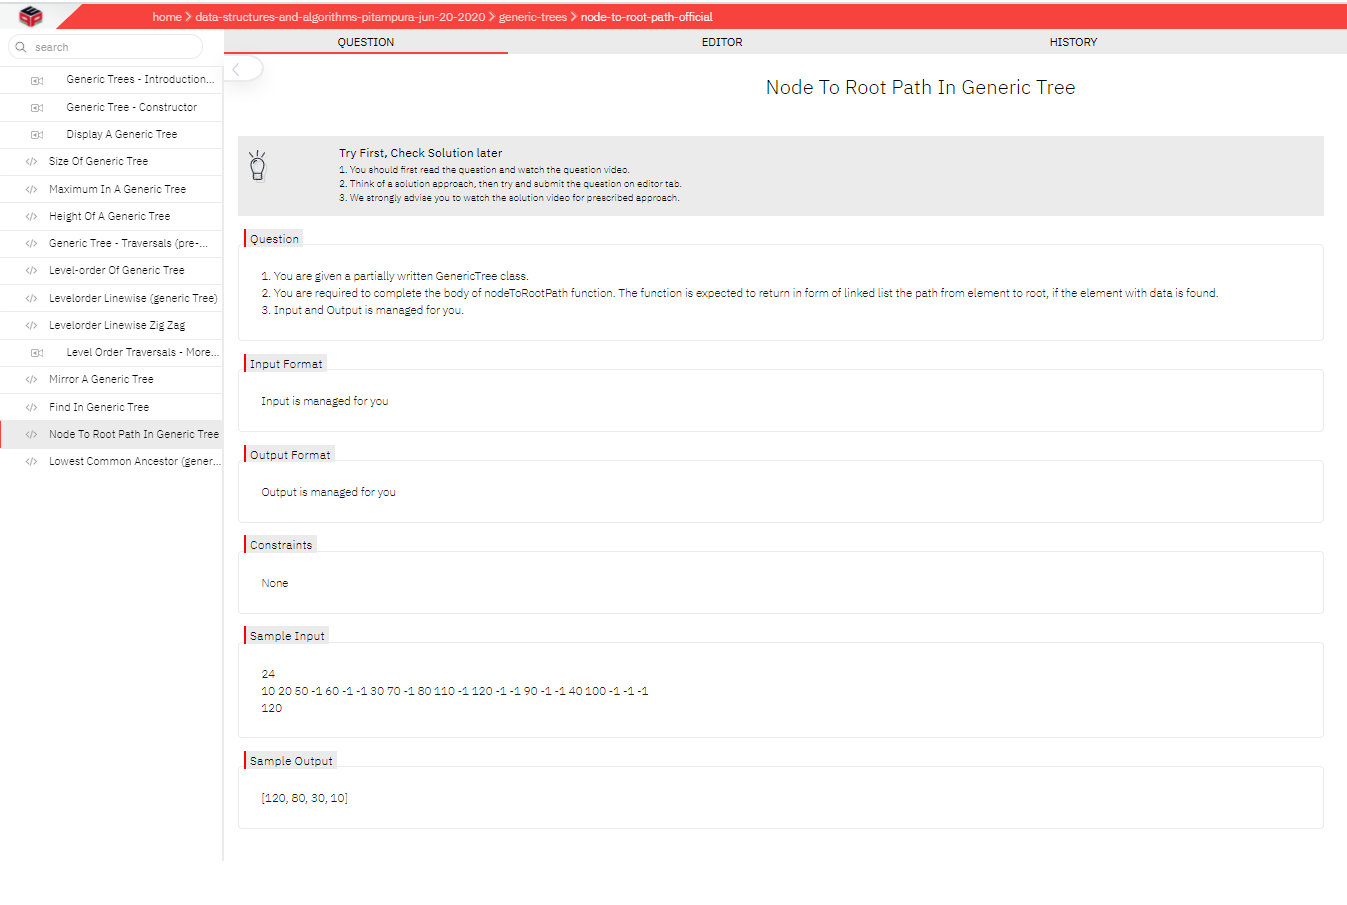 home > data-structures-and-algorithms-pitampura-jun-20-2020 > generic-trees > node-to-root-path-official
search
Generic Trees - Introduction...
Generic Tree - Constructor
Display A Generic Tree
Size Of Generic Tree
Maximum In A Generic Tree
Height Of A Generic Tree
Generic Tree - Traversals (pre-...
Level-order Of Generic Tree
Levelorder Linewise (generic Tree)
Levelorder Linewise Zig Zag
Level Order Traversals - More...
Mirror A Generic Tree
Find In Generic Tree
Node To Root Path In Generic Tree
Lowest Common Ancestor (gener...
QUESTION
EDITOR
HISTORY
Node To Root Path In Generic Tree
Try First, Check Solution later
1. You should first read the question and watch the question video.
2. Think of a solution approach, then try and submit the question on editor tab.
3. We strongly advise you to watch the solution video for prescribed approach.
Question
1. You are given a partially written GenericTree class.
2. You are required to complete the body of nodeToRootPath function. The function is expected to return in form of linked list the path from element to root, if the element with data is found.
3. Input and Output is managed for you.
Input Format
Input is managed for you
Output Format
Output is managed for you
Constraints
None
Sample Input
24
10 20 50 -1 60 -1 -1 30 70 -1 80 110 -1 120 -1 -1 90 -1 -1 40 100 -1 -1 -1
120
Sample Output
[120, 80, 30, 10]